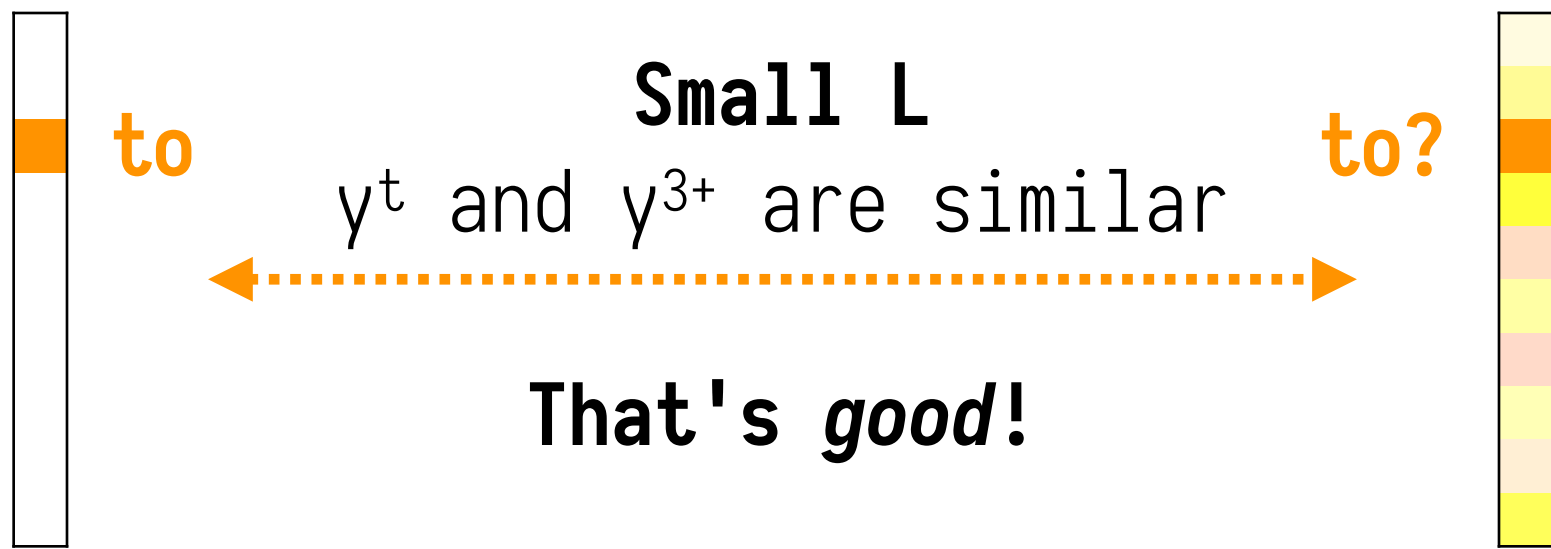 Small L
to
to?
yᵗ and y³⁺ are similar
That's good!